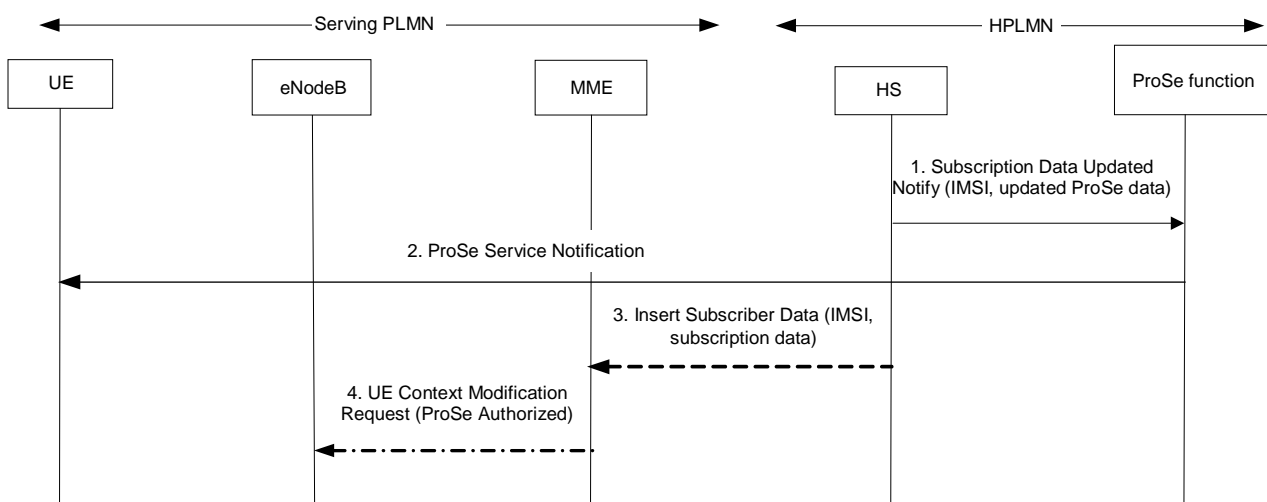 Serving PLMN
HPLMN
UE
eNodeB
MME
HS
ProSe function
1. Subscription Data Updated
Notify (IMSI, updated ProSe data)
2. ProSe Service Notification
3. Insert Subscriber Data (IMSI,
subscription data)
4. UE Context Modification
Request (ProSe Authorized)